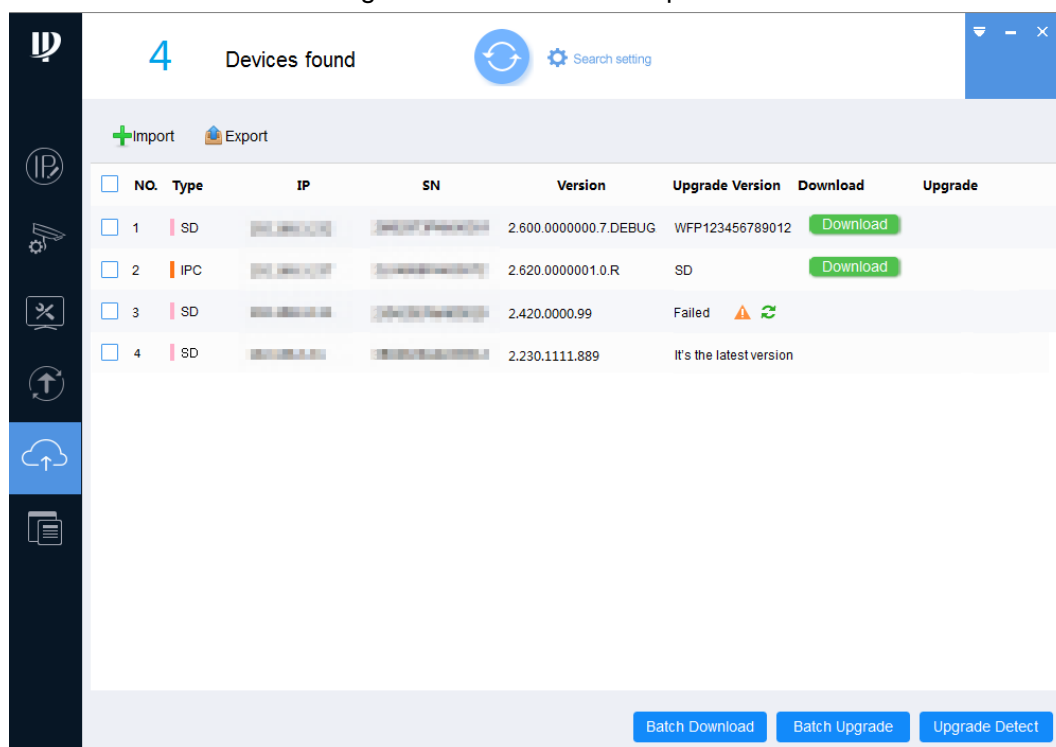 4 Devices found Search setting
Import Export
NO. Type IP SN Version Upgrade Version Download Upgrade
1 SD 2.600.0000000.7.DEBUG WFP123456789012 Download
2 IPC 2.620.0000001.0.R SD Download
3 SD 2.420.0000.99 Failed
4 SD 2.230.1111.889 It's the latest version
Batch Download Batch Upgrade Upgrade Detect